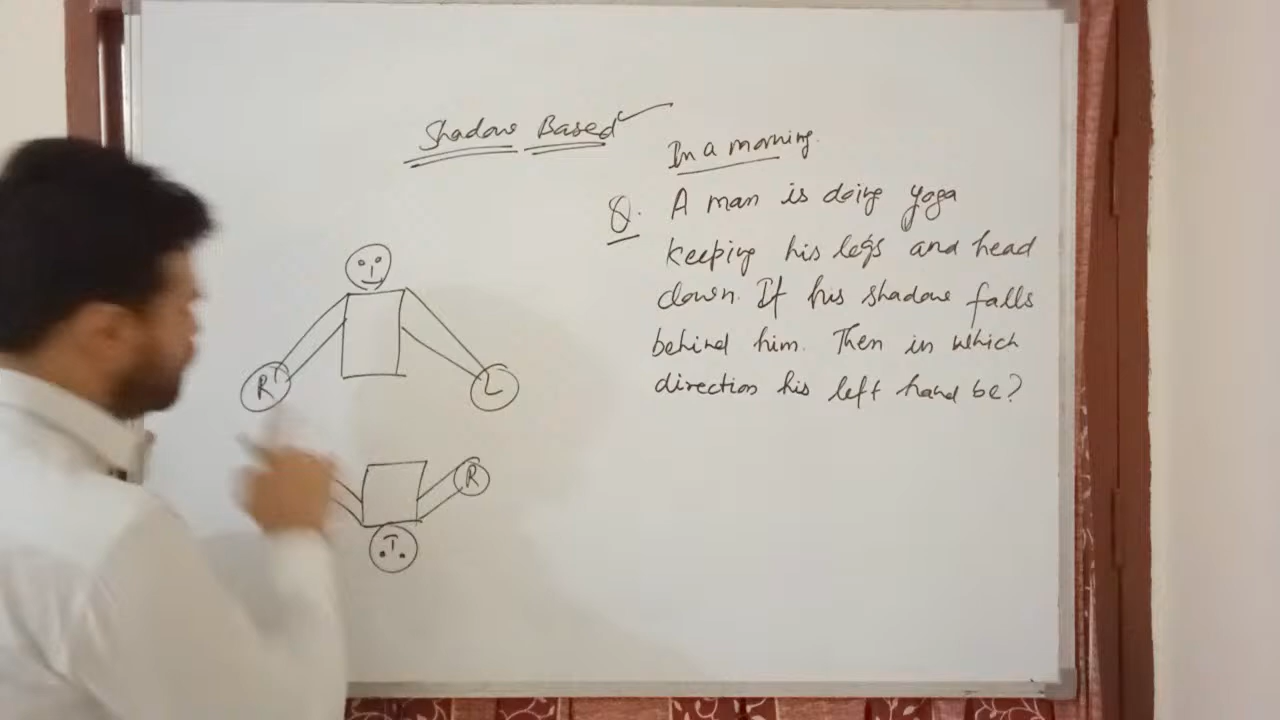 Shadow Based
In a morning.
Q. A man is doing yoga
keeping his legs and head
down. If his shadow falls
behind him. Then in which
direction his left hand be?
R L
R